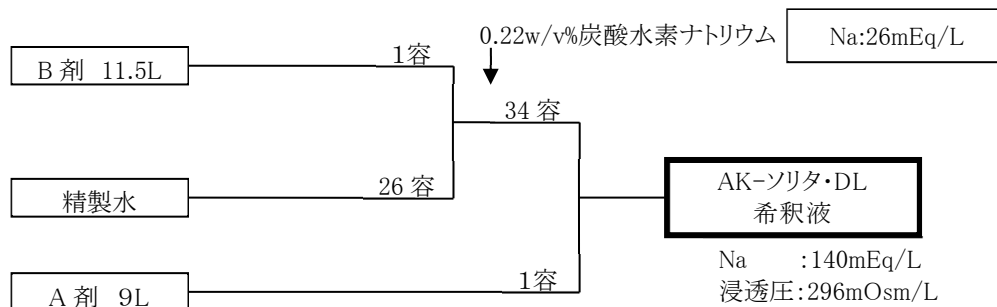 0.22w/v%炭酸水素ナトリウム
Na:26mEq/L
B剤 11.5L
1容
34容
精製水
26容
AK-ソリタ・DL
希釈液
A剤 9L
1容
Na :140mEq/L
浸透圧:296mOsm/L